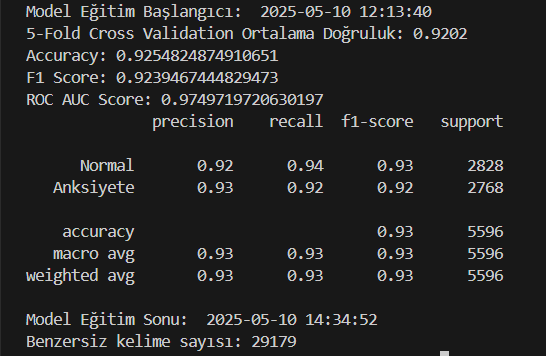 Model Eğitim Başlangıcı:  2025-05-10 12:13:40
5-Fold Cross Validation Ortalama Doğruluk: 0.9202
Accuracy: 0.9254824874910651
F1 Score: 0.9239467444829473
ROC AUC Score: 0.9749719720630197
              precision    recall  f1-score   support
      Normal       0.92      0.94      0.93      2828
   Anksiyete       0.93      0.92      0.92      2768
    accuracy                           0.93      5596
   macro avg       0.93      0.93      0.93      5596
weighted avg       0.93      0.93      0.93      5596
Model Eğitim Sonu:  2025-05-10 14:34:52
Benzersiz kelime sayısı: 29179